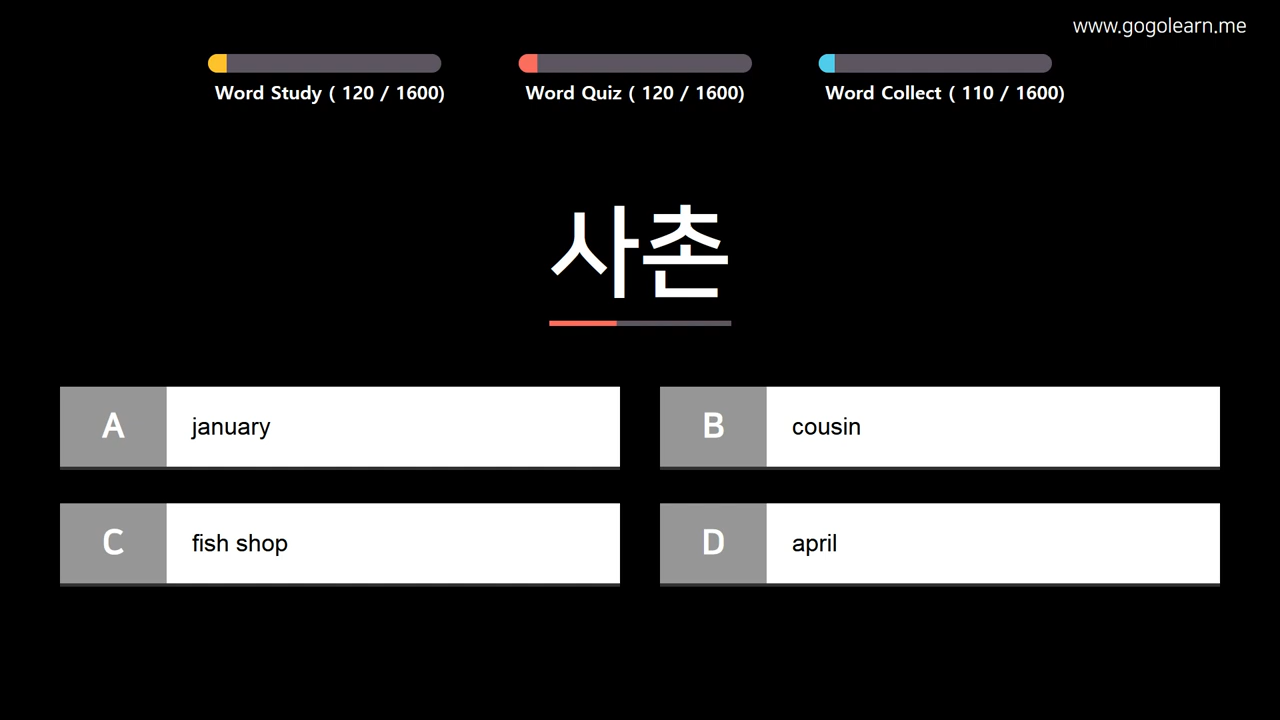 www.gogolearn.me
Word Study ( 120 / 1600)
Word Quiz ( 120 / 1600)
Word Collect ( 110 / 1600)
사촌
A january
B cousin
C fish shop
D april